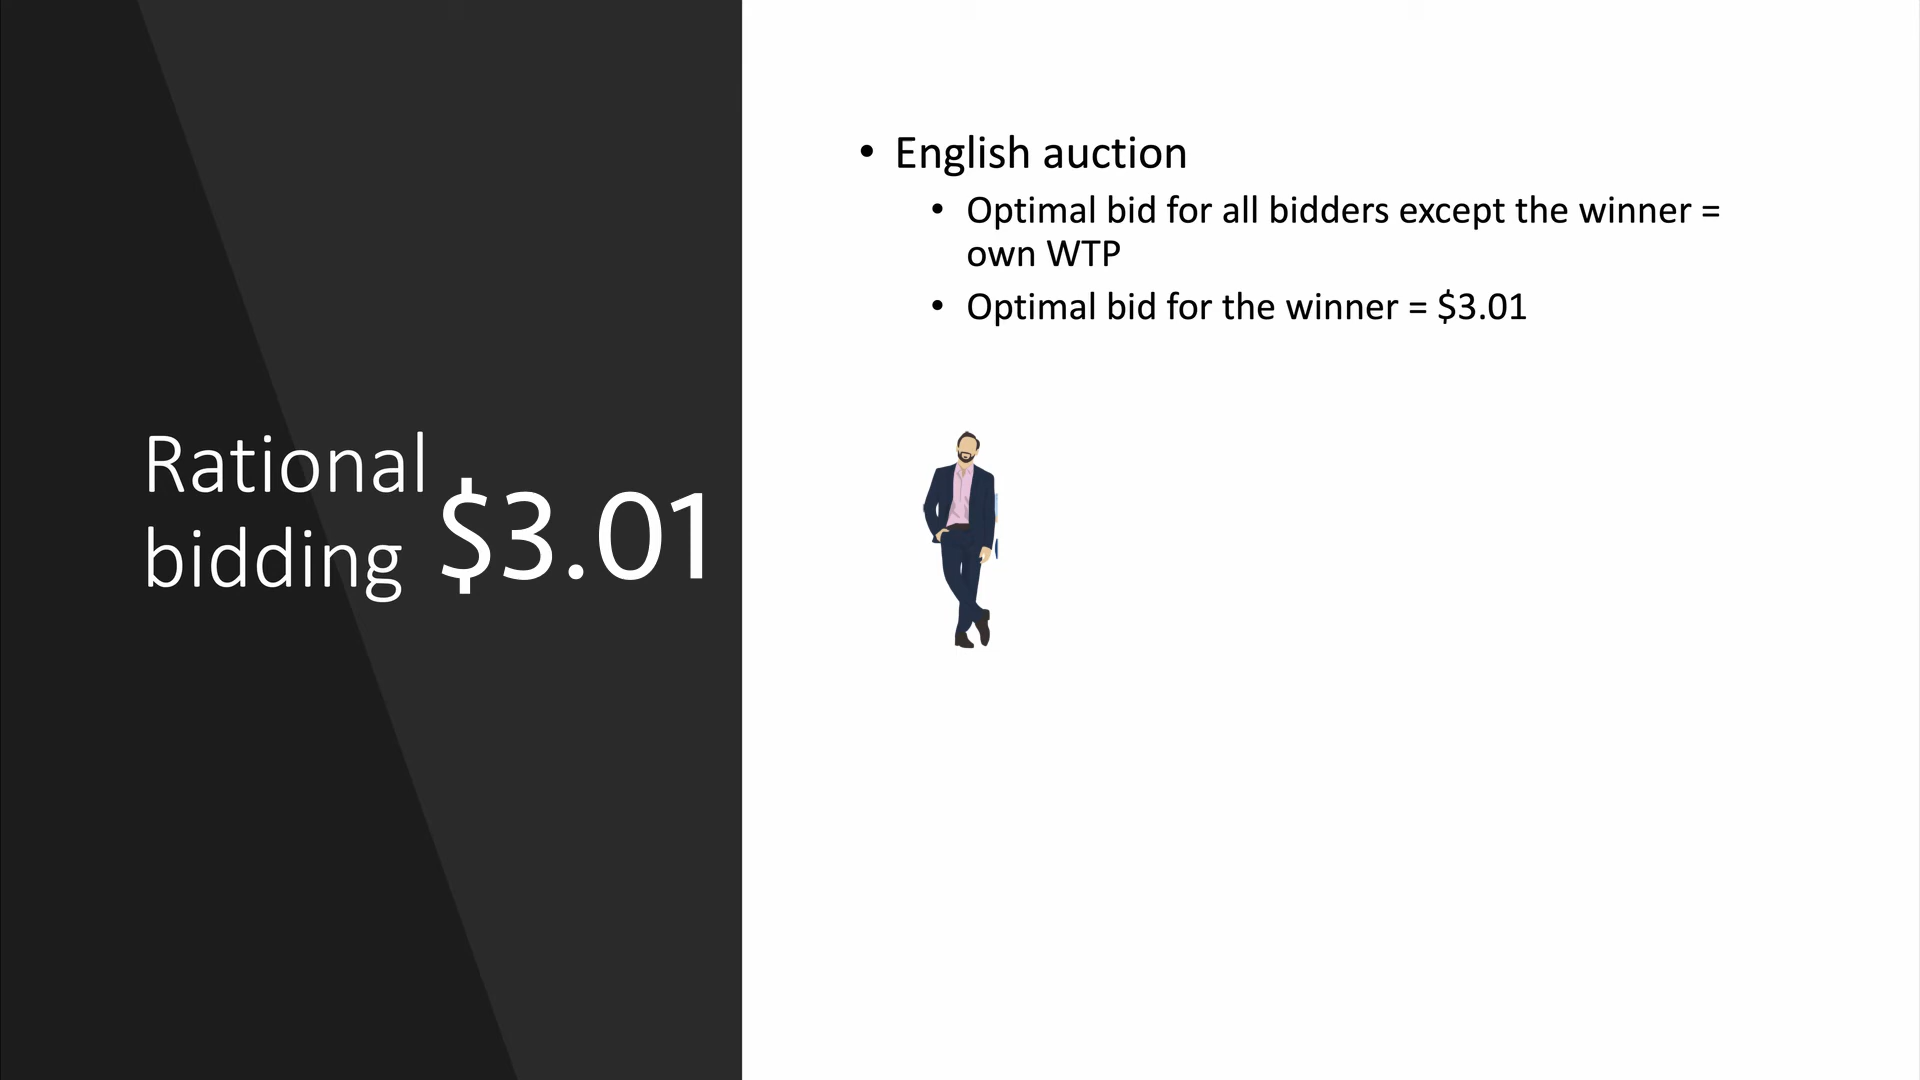 Rational
bidding
$3.01
• English auction
• Optimal bid for all bidders except the winner =
own WTP
• Optimal bid for the winner = $3.01